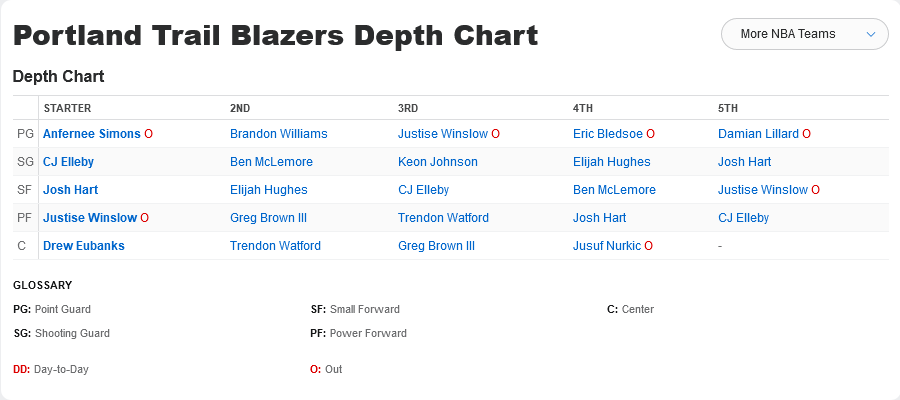 Portland Trail Blazers Depth Chart
More NBA Teams
Depth Chart
STARTER 2ND 3RD 4TH 5TH
PG Anfernee Simons O Brandon Williams Justise Winslow O Eric Bledsoe O Damian Lillard O
SG CJ Elleby Ben McLemore Keon Johnson Elijah Hughes Josh Hart
SF Josh Hart Elijah Hughes CJ Elleby Ben McLemore Justise Winslow O
PF Justise Winslow O Greg Brown III Trendon Watford Josh Hart CJ Elleby
C Drew Eubanks Trendon Watford Greg Brown III Jusuf Nurkic O -
GLOSSARY
PG: Point Guard SF: Small Forward C: Center
SG: Shooting Guard PF: Power Forward
DD: Day-to-Day O: Out